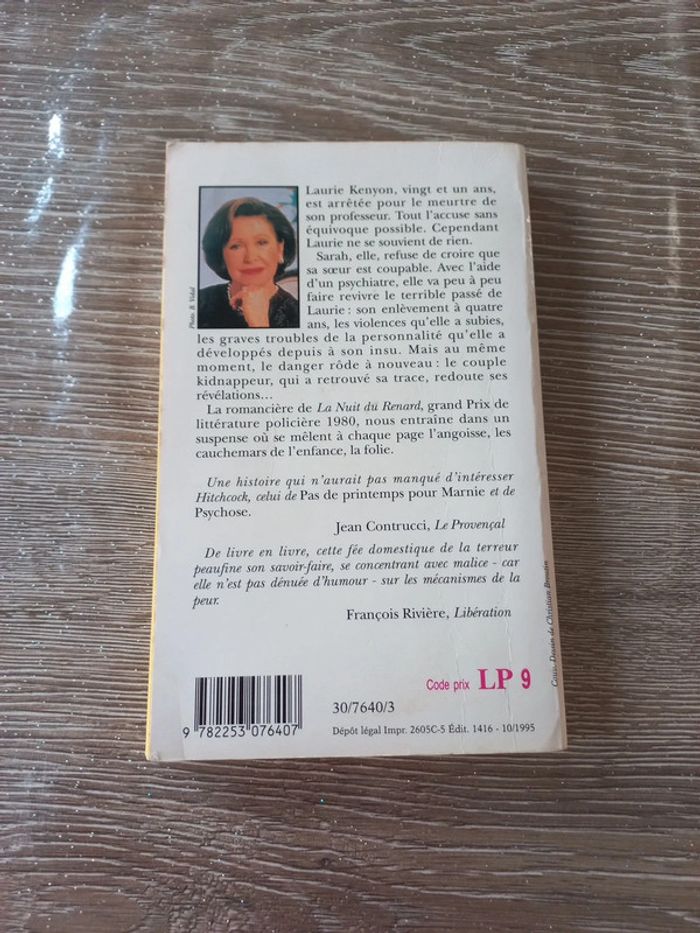 Laurie Kenyon, vingt et un ans,
est arrêtée pour le meurtre de
son professeur. Tout l'accuse sans
équivoque possible. Cependant
Laurie ne se souvient de rien.
Sarah, elle, refuse de croire que
sa sœur est coupable. Avec l'aide
d'un psychiatre, elle va peu à peu
faire revivre le terrible passé de
Laurie : son enlèvement à quatre
ans, les violences qu'elle a subies,
les graves troubles de la personnalité qu'elle a
développés depuis à son insu. Mais au même
moment, le danger rôde à nouveau : le couple
kidnappeur, qui a retrouvé sa trace, redoute ses
révélations...
La romancière de La Nuit du Renard, grand Prix de
littérature policière 1980, nous entraîne dans un
suspense où se mêlent à chaque page l'angoisse, les
cauchemars de l'enfance, la folie.
Photo B. Vidal
Une histoire qui n'aurait pas manqué d'intéresser
Hitchcock, celui de Pas de printemps pour Marnie et de
Psychose.
Jean Contrucci, Le Provençal
De livre en livre, cette fée domestique de la terreur
peaufine son savoir-faire, se concentrant avec malice - car
elle n'est pas dénuée d'humour - sur les mécanismes de la
peur.
François Rivière, Libération
Couv. Dessin de Christian Broutin
Code prix LP 9
30/7640/3
9 782253 076407
Dépôt légal Impr. 2605C-5 Édit. 1416 - 10/1995